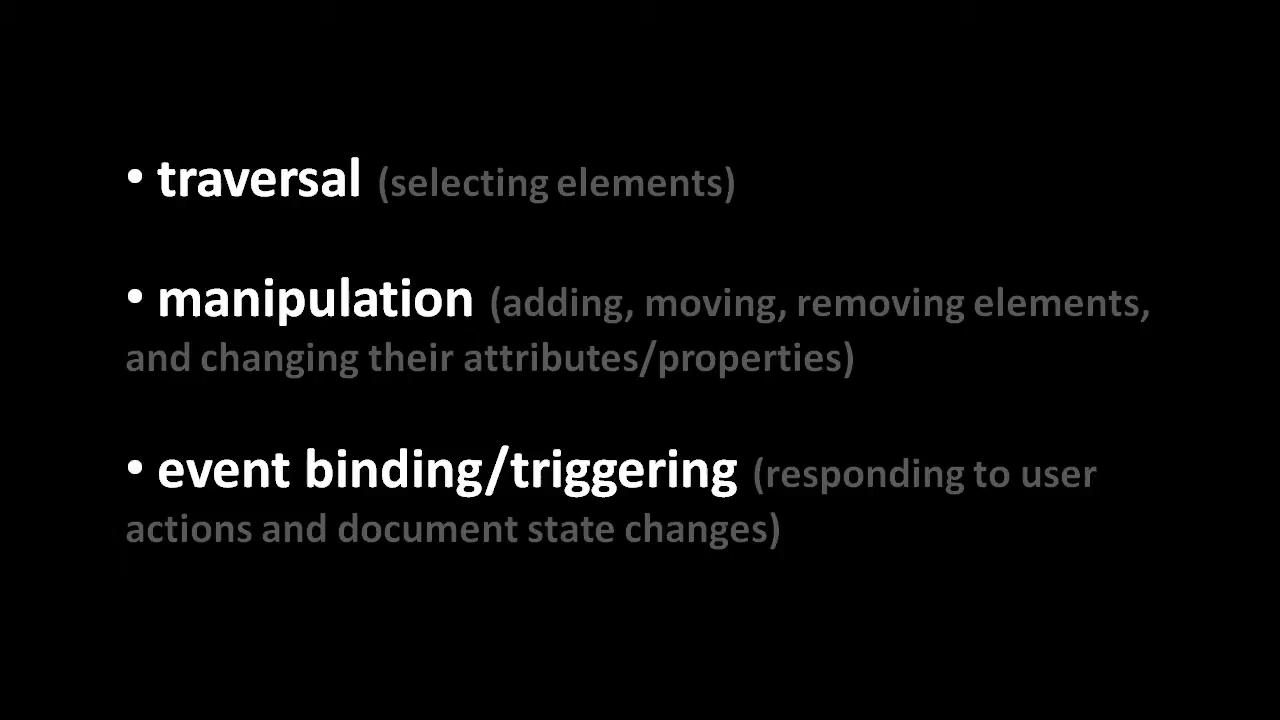 • traversal (selecting elements)
• manipulation (adding, moving, removing elements,
and changing their attributes/properties)
• event binding/triggering (responding to user
actions and document state changes)